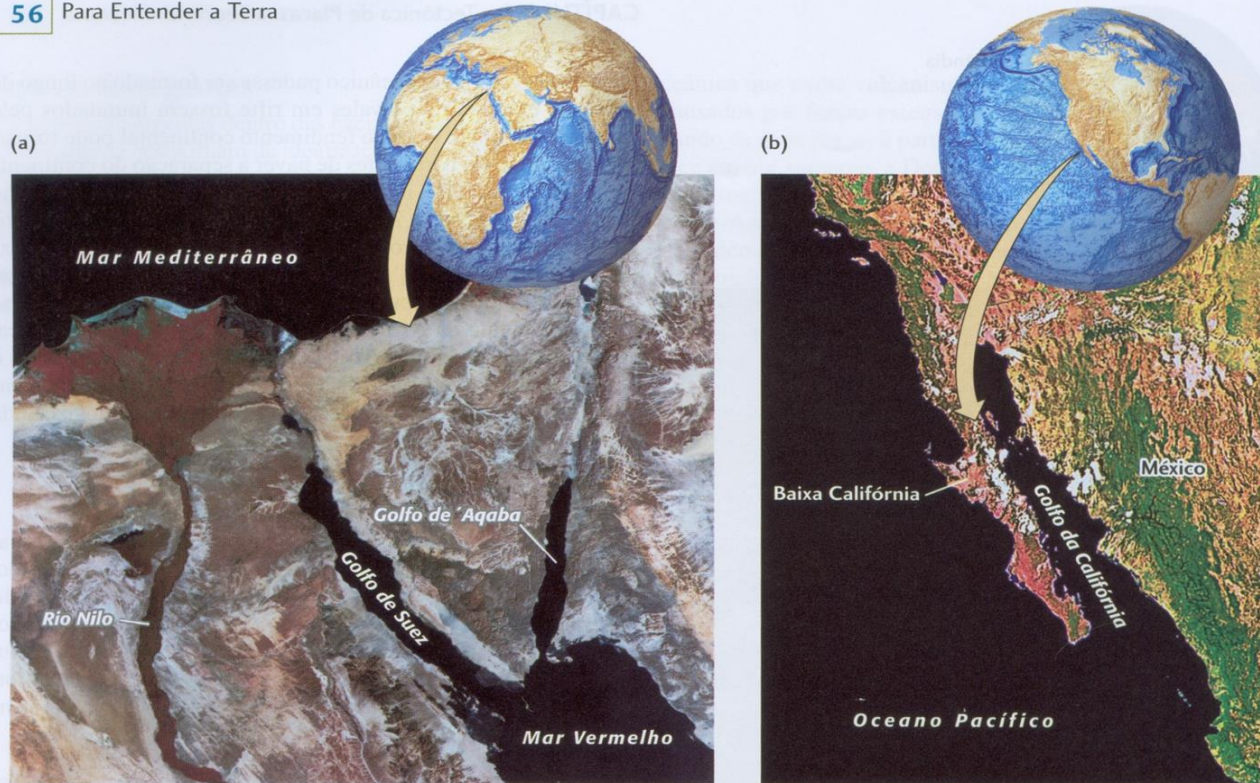 56 Para Entender a Terra
(a)
Mar Mediterrâneo
Golfo de ´Aqaba
Golfo de Suez
Rio Nilo
Mar Vermelho
(b)
Baixa Califórnia
México
Golfo da Califórnia
Oceano Pacífico